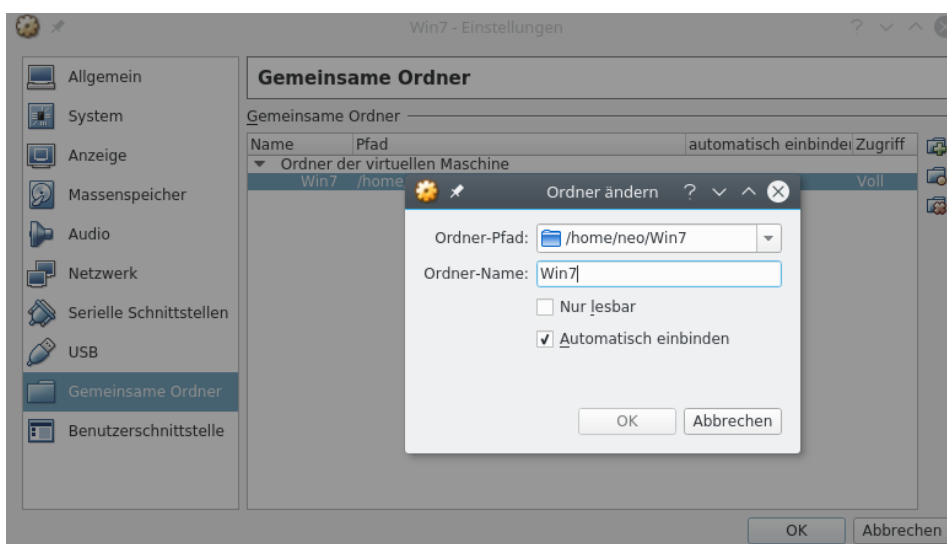 Win7 - Einstellungen
Allgemein
System
Anzeige
Massenspeicher
Audio
Netzwerk
Serielle Schnittstellen
USB
Gemeinsame Ordner
Benutzerschnittstelle
Gemeinsame Ordner
Gemeinsame Ordner
Name Pfad automatisch einbinden Zugriff
Ordner der virtuellen Maschine
Win7 /home Voll
Ordner ändern
Ordner-Pfad: /home/neo/Win7
Ordner-Name: Win7
Nur lesbar
Automatisch einbinden
OK Abbrechen
OK Abbrechen